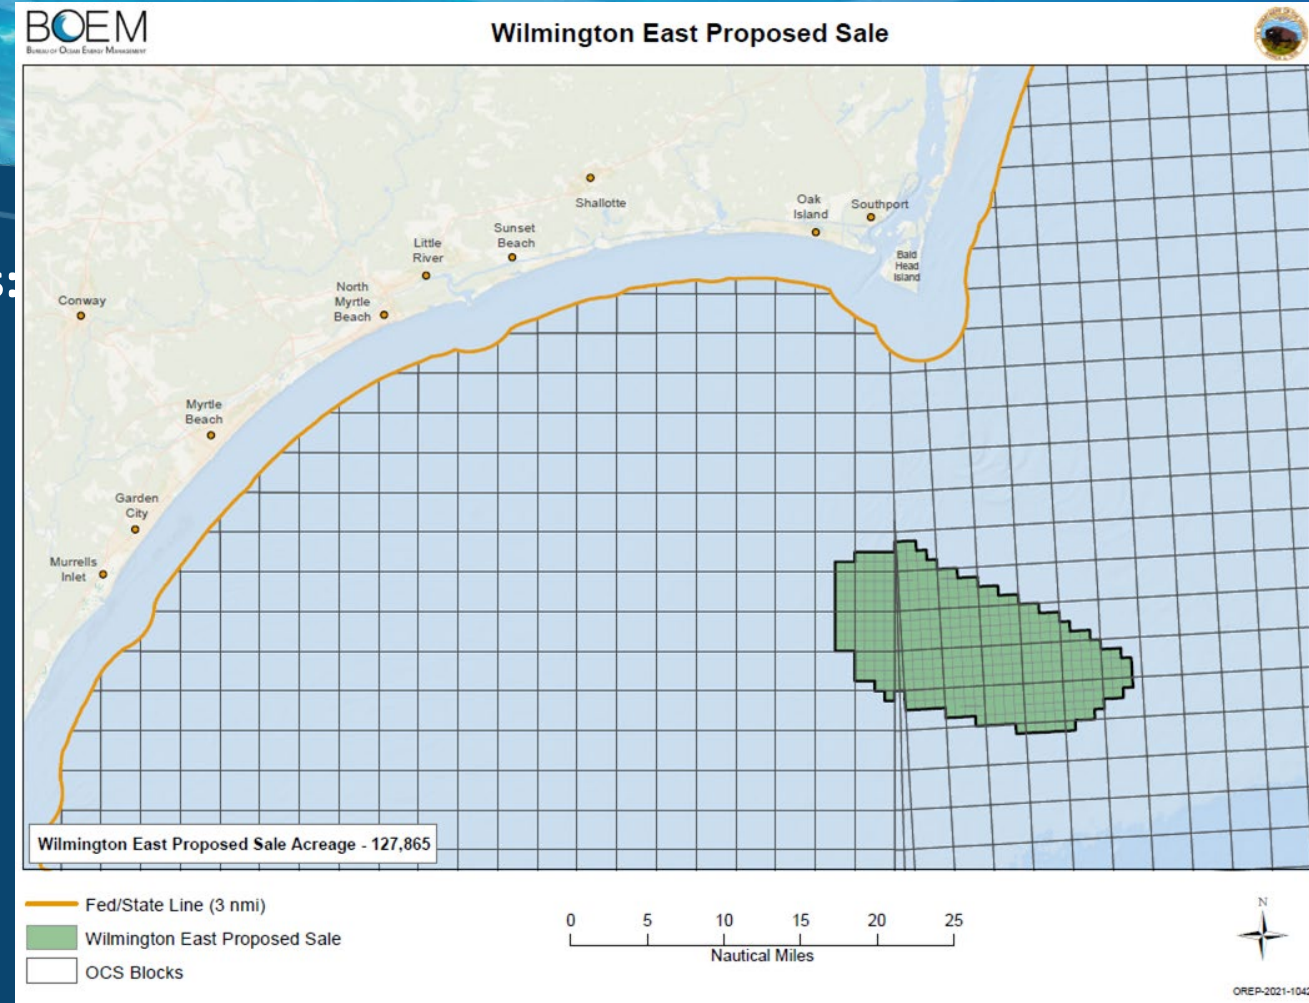 BOEM
BUREAU OF OCEAN ENERGY MANAGEMENT
Wilmington East Proposed Sale
s:
Shallotte
Oak
Island
Southport
Sunset
Beach
Little
River
Bald
Head
Island
North
Myrtle
Beach
Conway
Myrtle
Beach
Garden
City
Murrells
Inlet
Wilmington East Proposed Sale Acreage - 127,865
Fed/State Line (3 nmi)
Wilmington East Proposed Sale
OCS Blocks
0 5 10 15 20 25
Nautical Miles
N
OREP-2021-1042